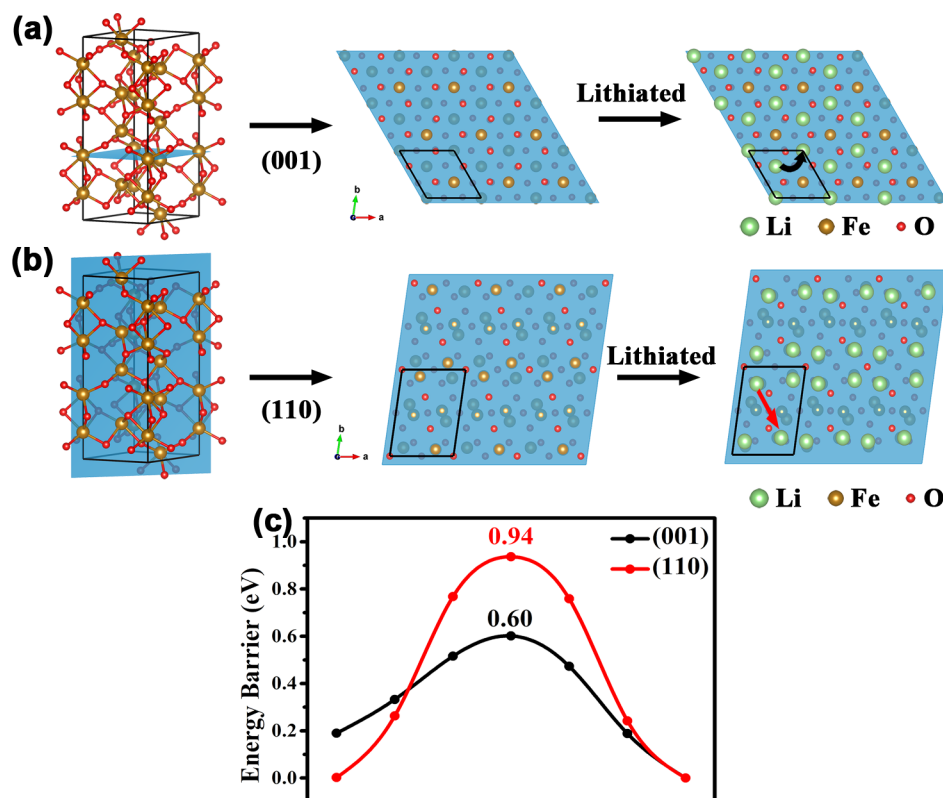 (a)
(001)
Lithiated
b
a
Li Fe O
(b)
(110)
Lithiated
b
a
Li Fe O
(c)
0.94
0.60
(001)
(110)
Energy Barrier (eV)
1.0
0.8
0.6
0.4
0.2
0.0